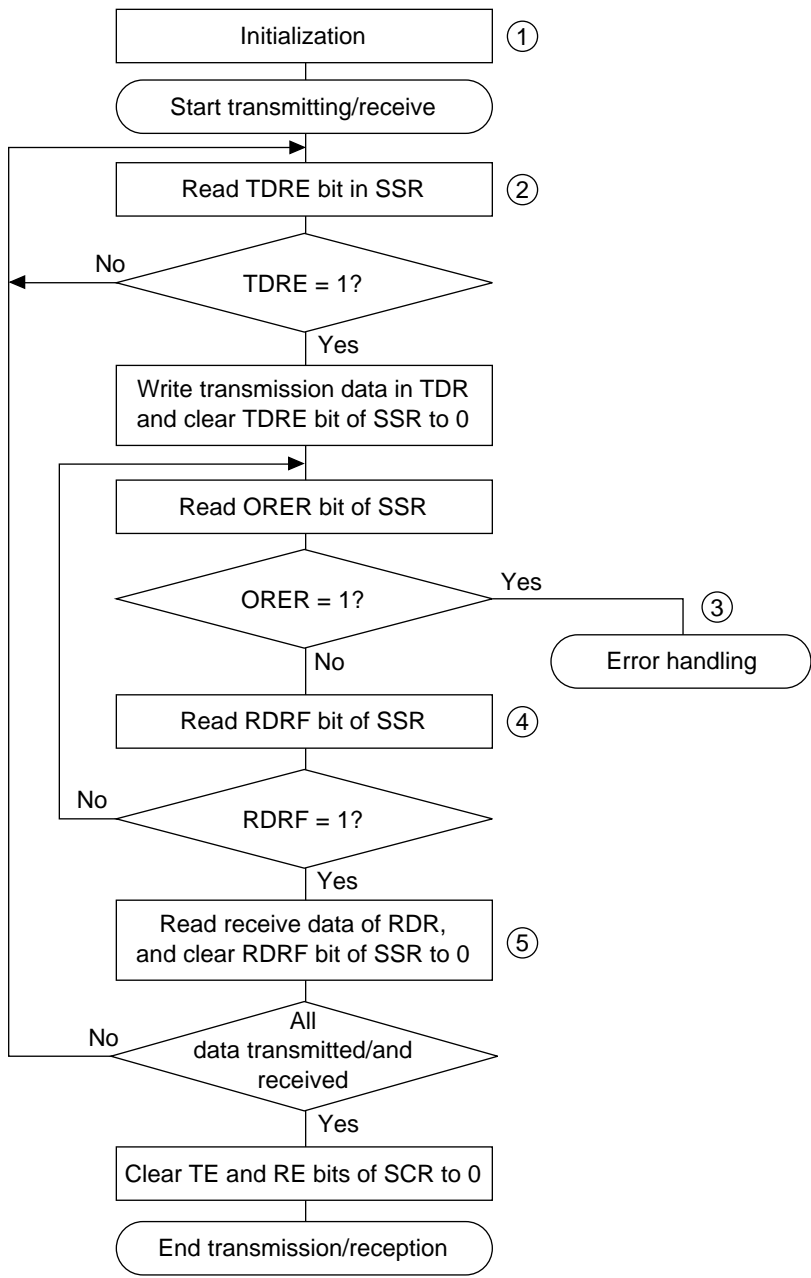 Initialization
①
Start transmitting/receive
Read TDRE bit in SSR
②
No
TDRE = 1?
Yes
Write transmission data in TDR
and clear TDRE bit of SSR to 0
Read ORER bit of SSR
Yes
ORER = 1?
③
No
Error handling
Read RDRF bit of SSR
④
No
RDRF = 1?
Yes
Read receive data of RDR,
and clear RDRF bit of SSR to 0
⑤
All
No
data transmitted/and
received
Yes
Clear TE and RE bits of SCR to 0
End transmission/reception